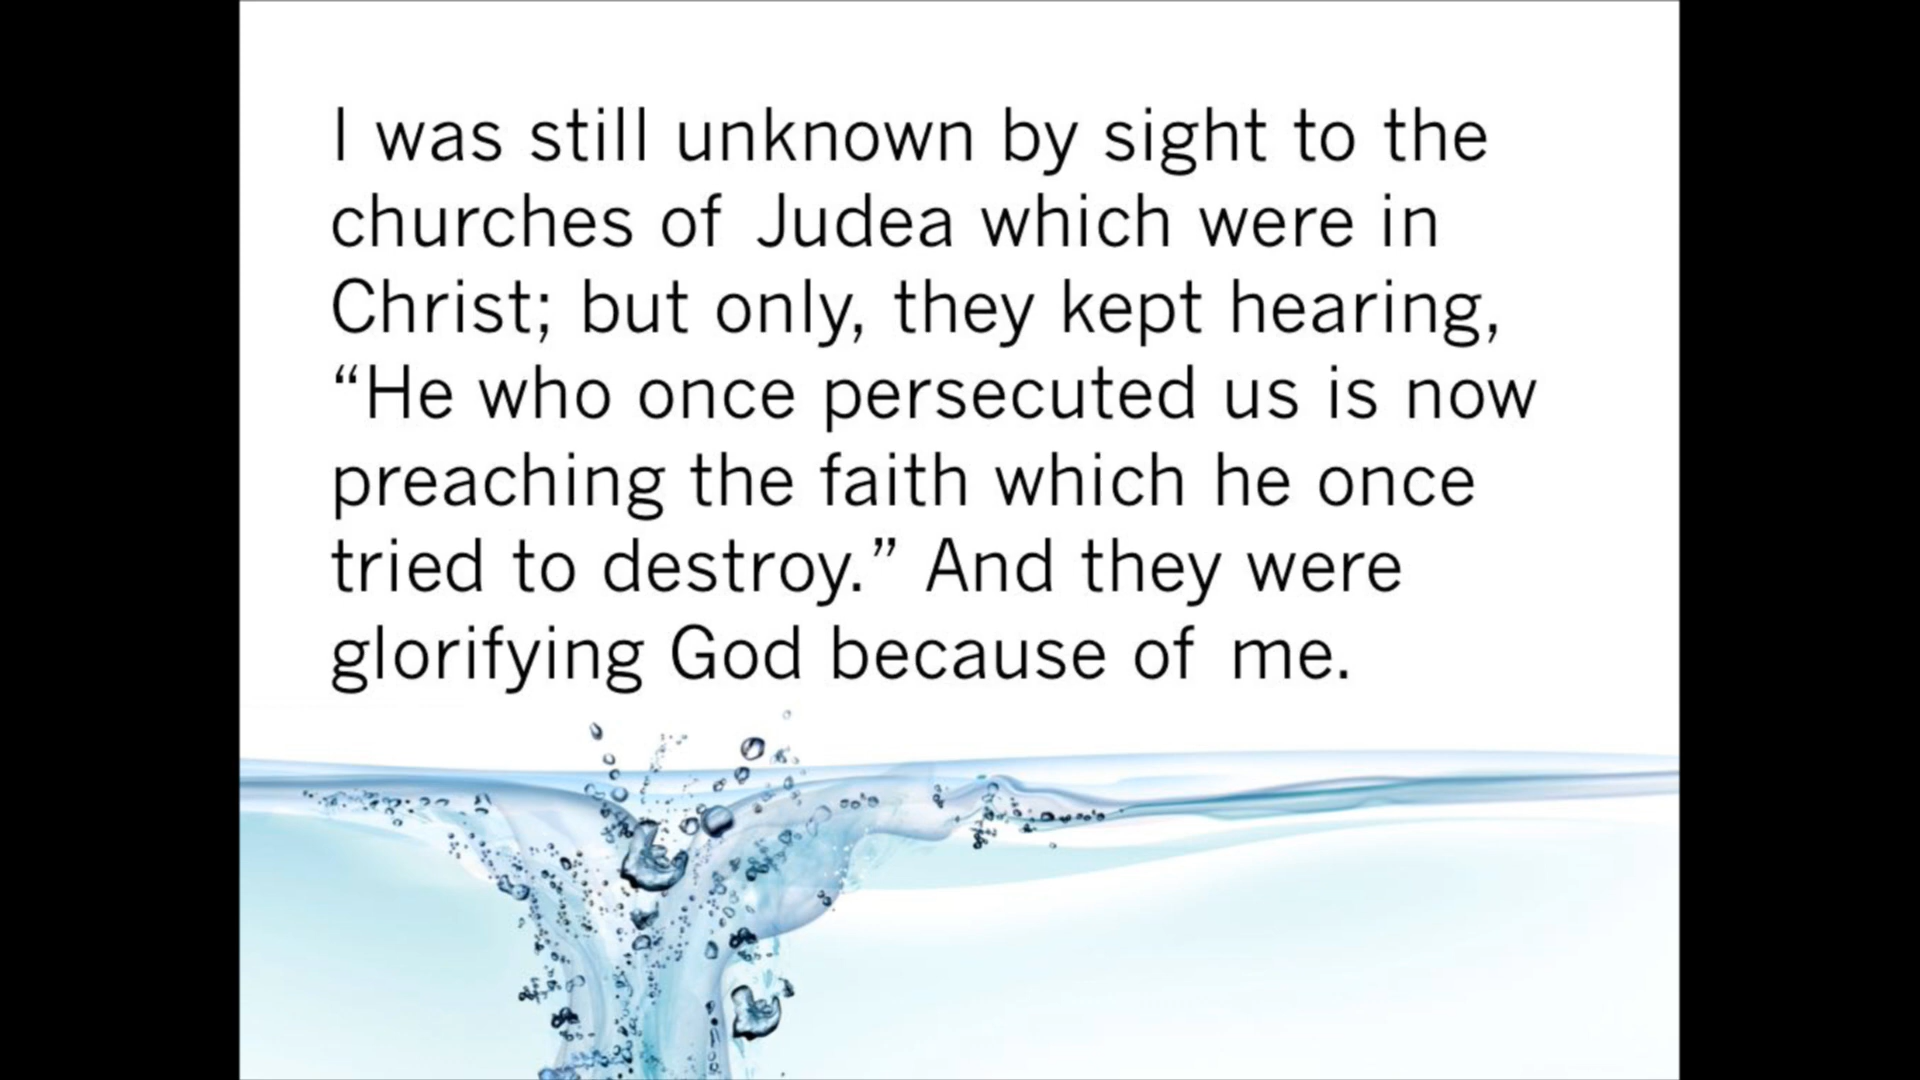 I was still unknown by sight to the
churches of Judea which were in
Christ; but only, they kept hearing,
“He who once persecuted us is now
preaching the faith which he once
tried to destroy.” And they were
glorifying God because of me.